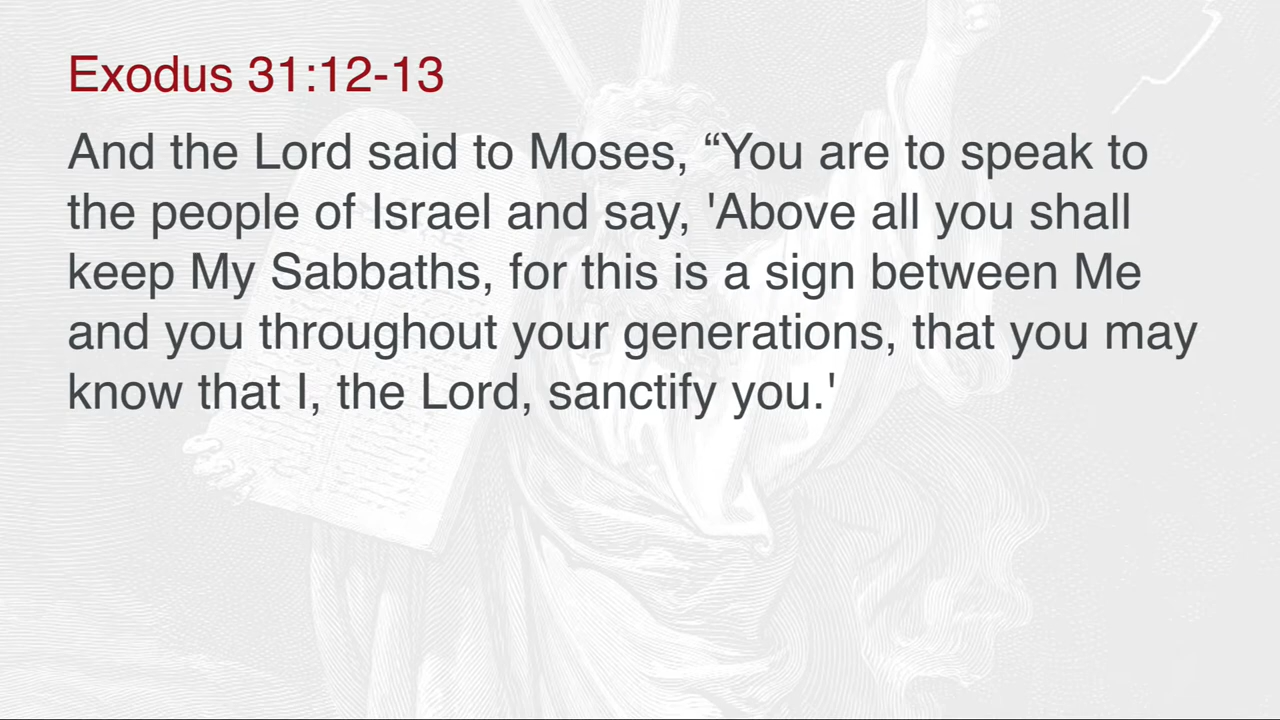 Exodus 31:12-13
And the Lord said to Moses, “You are to speak to
the people of Israel and say, 'Above all you shall
keep My Sabbaths, for this is a sign between Me
and you throughout your generations, that you may
know that I, the Lord, sanctify you.'